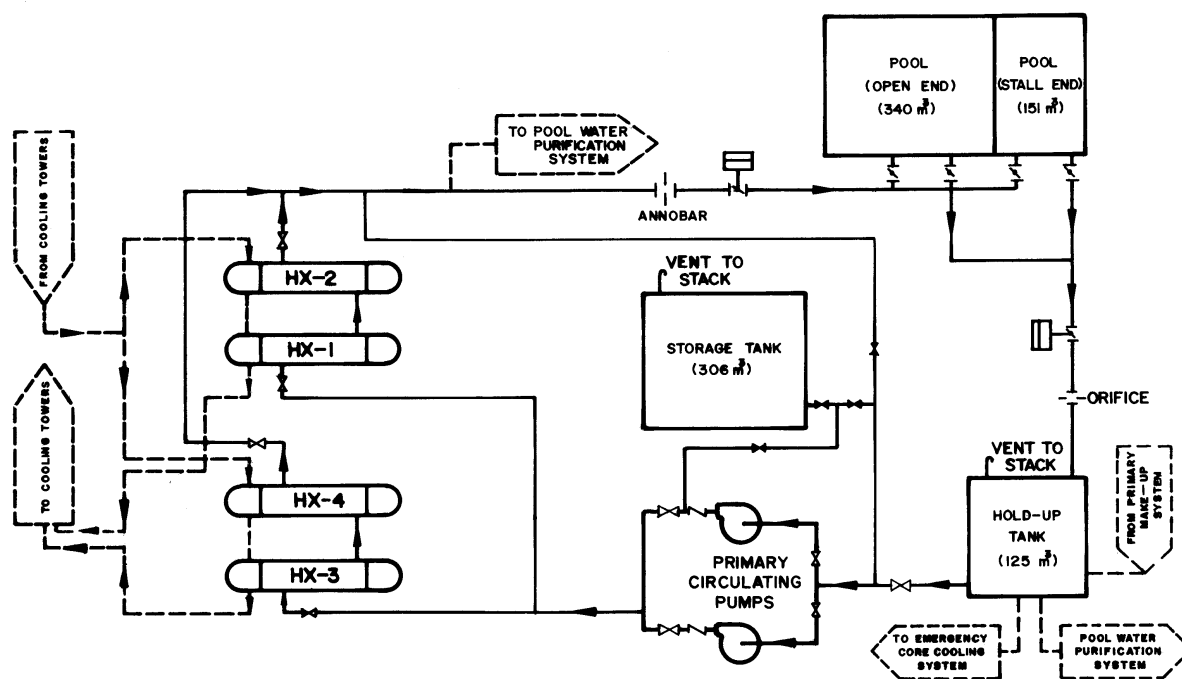 POOL
(OPEN END)
(340 m³)
POOL
(STALL END)
(151 m³)
TO POOL WATER
PURIFICATION
SYSTEM
FROM COOLING TOWERS
ANNOBAR
VENT TO
STACK
HX-2
STORAGE TANK
(306 m³)
HX-1
ORIFICE
TO COOLING TOWERS
VENT TO
STACK
FROM PRIMARY
MAKE-UP
SYSTEM
HX-4
HOLD-UP
TANK
(125 m³)
HX-3
PRIMARY
CIRCULATING
PUMPS
TO EMERGENCY
CORE COOLING
SYSTEM
POOL WATER
PURIFICATION
SYSTEM